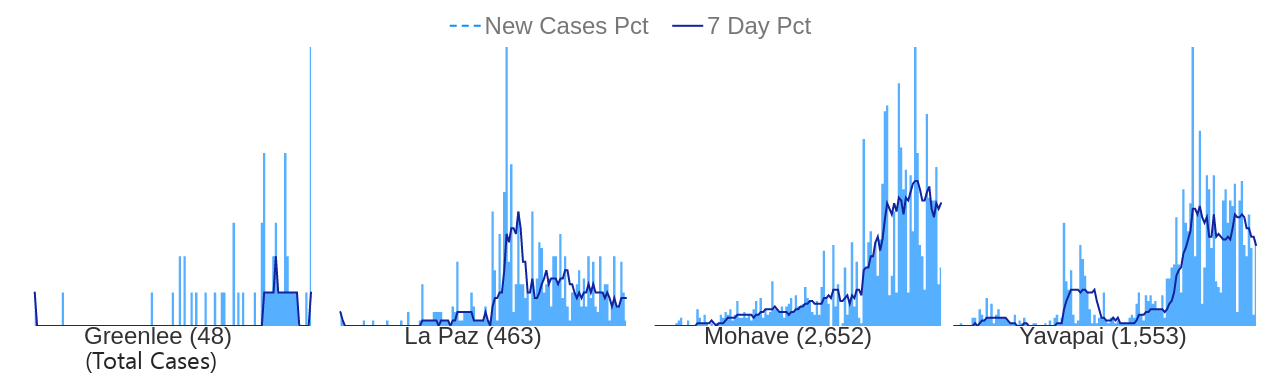 New Cases Pct 7 Day Pct
Greenlee (48) La Paz (463) Mohave (2,652) Yavapai (1,553)
(Total Cases)